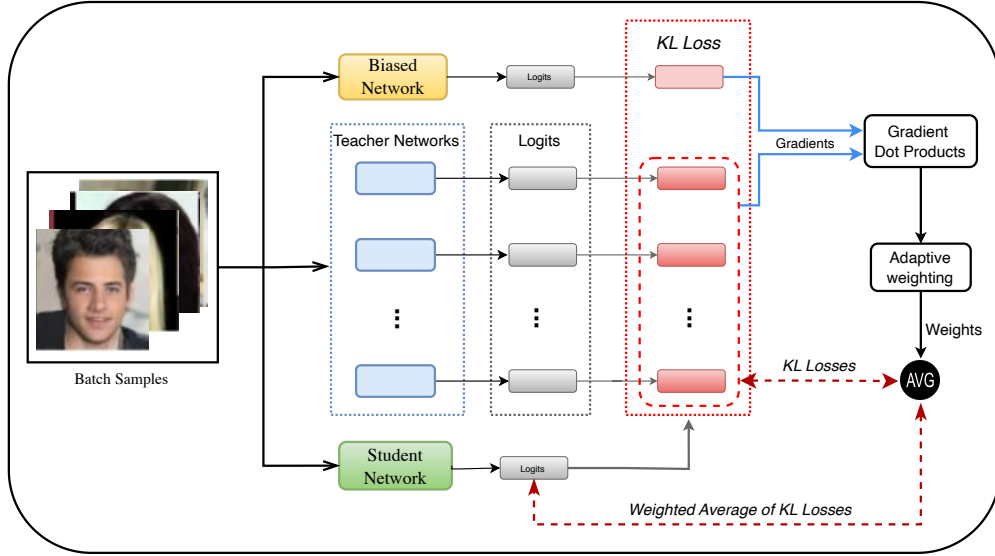 KL Loss
Biased
Network
Logits
Teacher Networks
Logits
Gradients
Gradient
Dot Products
Adaptive
weighting
Weights
Batch Samples
KL Losses
AVG
Student
Network
Logits
Weighted Average of KL Losses